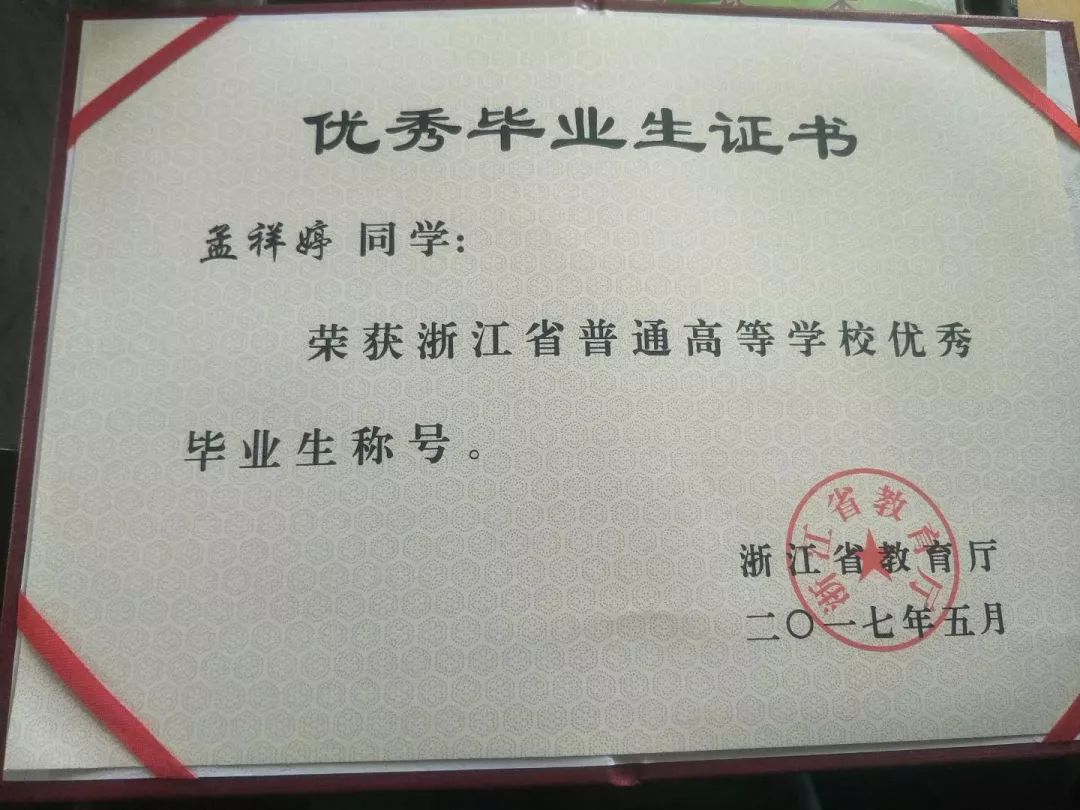 优秀毕业生证书
孟祥婷 同学:
荣获浙江省普通高等学校优秀
毕业生称号。
浙江省教育厅
二〇一七年五月
浙江省教育厅